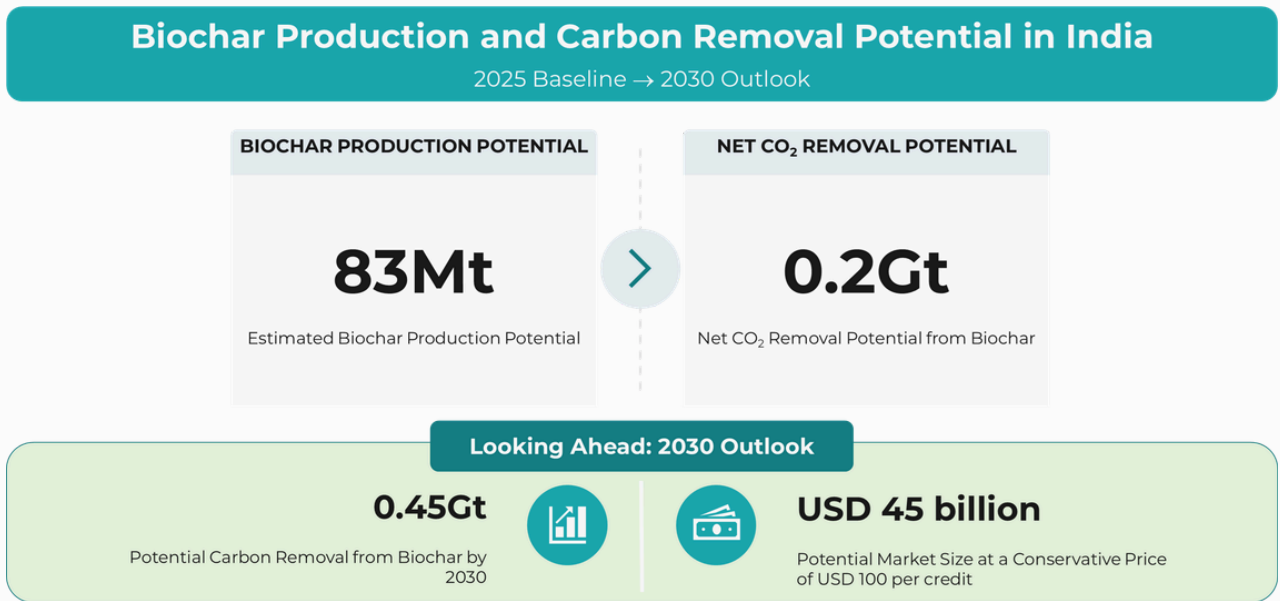 Biochar Production and Carbon Removal Potential in India
2025 Baseline → 2030 Outlook
BIOCHAR PRODUCTION POTENTIAL
83Mt
Estimated Biochar Production Potential
NET CO₂ REMOVAL POTENTIAL
0.2Gt
Net CO₂ Removal Potential from Biochar
Looking Ahead: 2030 Outlook
0.45Gt
Potential Carbon Removal from Biochar by
2030
USD 45 billion
Potential Market Size at a Conservative Price
of USD 100 per credit